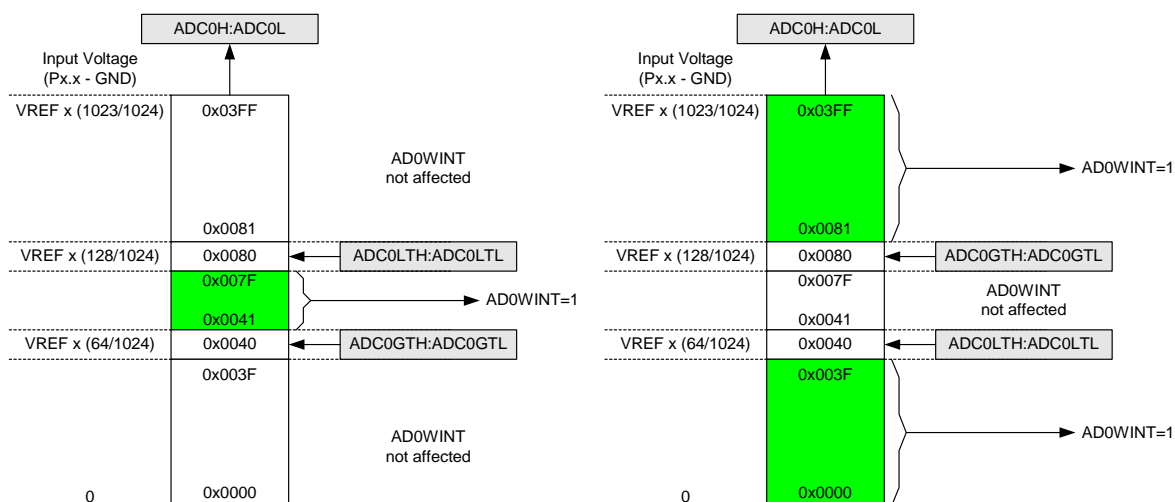 ADC0H:ADC0L
Input Voltage
(Px.x - GND)
VREF x (1023/1024)
0x03FF
AD0WINT
not affected
0x0081
VREF x (128/1024)
0x0080
ADC0LTH:ADC0LTL
0x007F
AD0WINT=1
0x0041
VREF x (64/1024)
0x0040
ADC0GTH:ADC0GTL
0x003F
AD0WINT
not affected
0
0x0000
ADC0H:ADC0L
Input Voltage
(Px.x - GND)
VREF x (1023/1024)
0x03FF
AD0WINT=1
0x0081
VREF x (128/1024)
0x0080
ADC0GTH:ADC0GTL
0x007F
AD0WINT
not affected
0x0041
VREF x (64/1024)
0x0040
ADC0LTH:ADC0LTL
0x003F
AD0WINT=1
0
0x0000